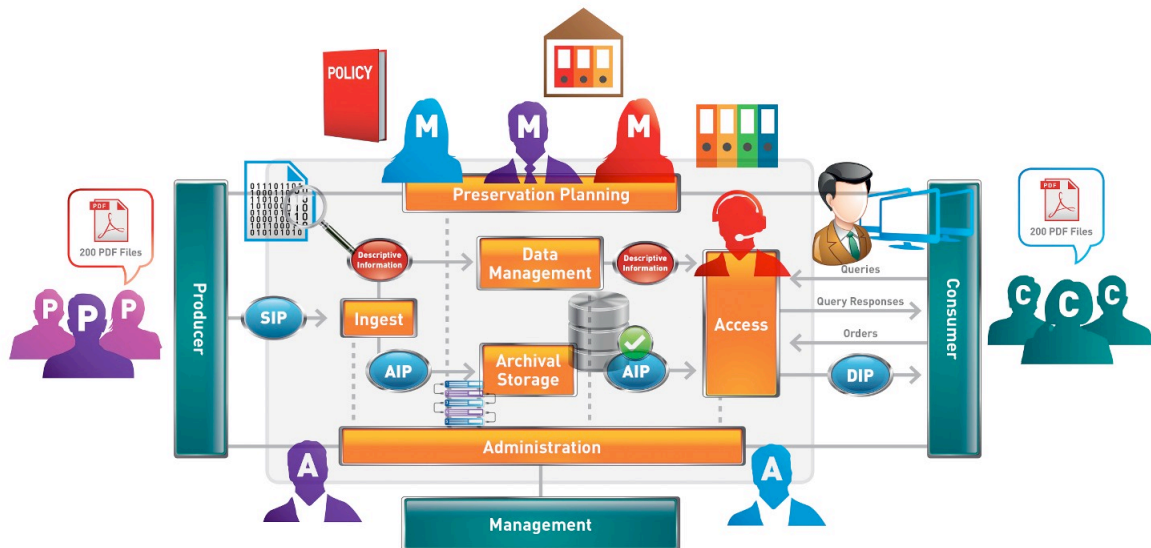 POLICY
M
M
M
Preservation Planning
011101101
PDF
200 PDF Files
PDF
200 PDF Files
Descriptive
Information
Data
Management
Descriptive
Information
Queries
Producer
P
P
P
SIP
Ingest
Access
Query Responses
Consumer
C
C
C
Orders
AIP
Archival
Storage
AIP
DIP
Administration
A
A
Management